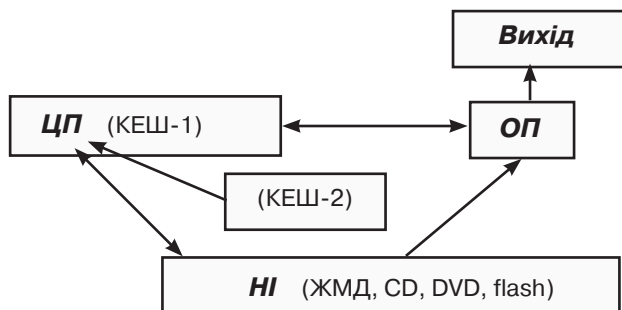 Вихід
ЦП (КЕШ-1)
ОП
(КЕШ-2)
НІ (ЖМД, CD, DVD, flash)